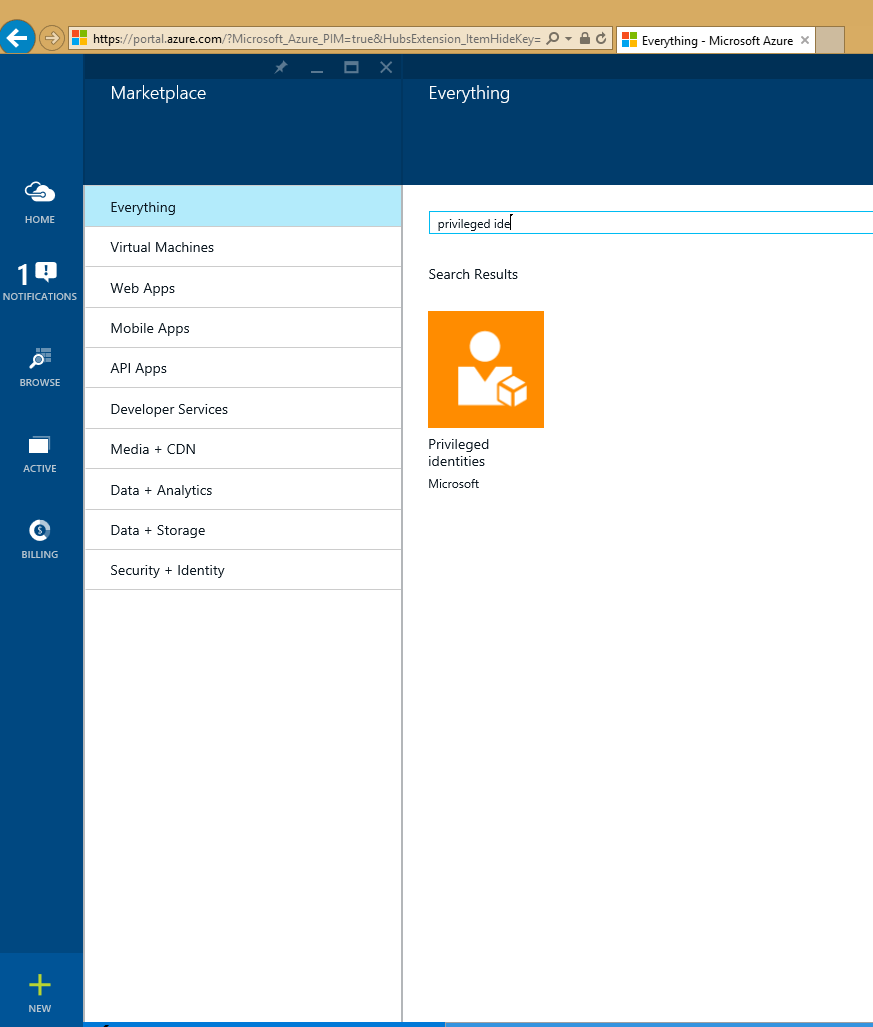 https://portal.azure.com/?Microsoft_Azure_PIM=true&HubsExtension_ItemHideKey=
Everything - Microsoft Azure
Marketplace
Everything
HOME
1
NOTIFICATIONS
BROWSE
ACTIVE
BILLING
NEW
Everything
Virtual Machines
Web Apps
Mobile Apps
API Apps
Developer Services
Media + CDN
Data + Analytics
Data + Storage
Security + Identity
privileged ide
Search Results
Privileged
identities
Microsoft